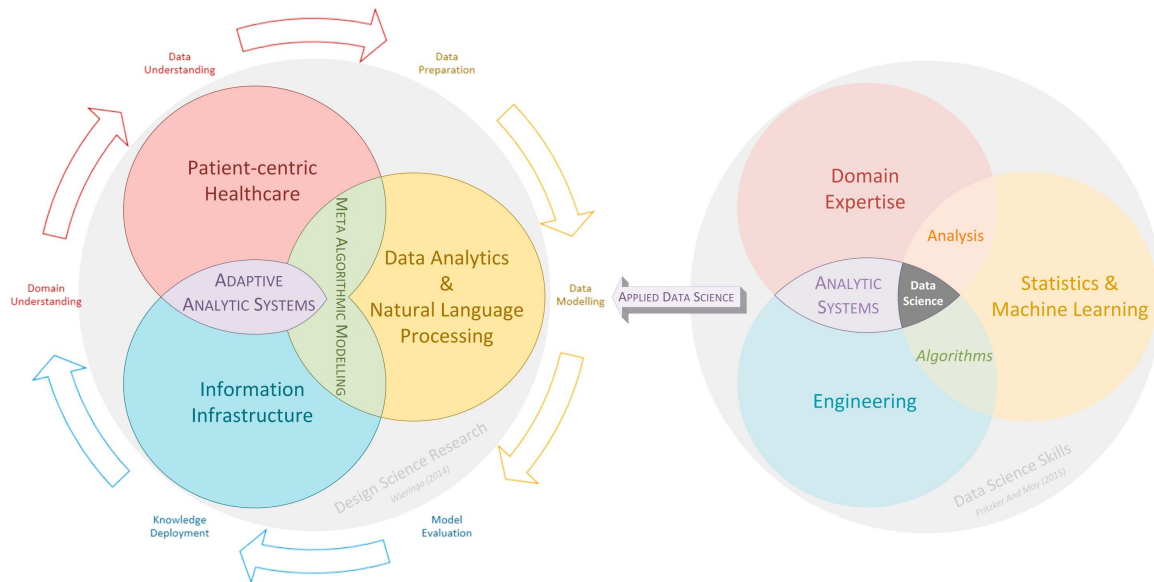 Data
Understanding
Data
Preparation
Patient-centric
Healthcare
META ALGORITHMIC MODELLING
Data Analytics
&
Natural Language
Processing
ADAPTIVE
ANALYTIC SYSTEMS
Domain
Understanding
Data
Modelling
Information
Infrastructure
Design Science Research
Wieringa (2014)
Knowledge
Deployment
Model
Evaluation
APPLIED DATA SCIENCE
Domain
Expertise
Analysis
ANALYTIC
SYSTEMS
Data
Science
Statistics &
Machine Learning
Algorithms
Engineering
Data Science Skills
Pritzker And May (2015)